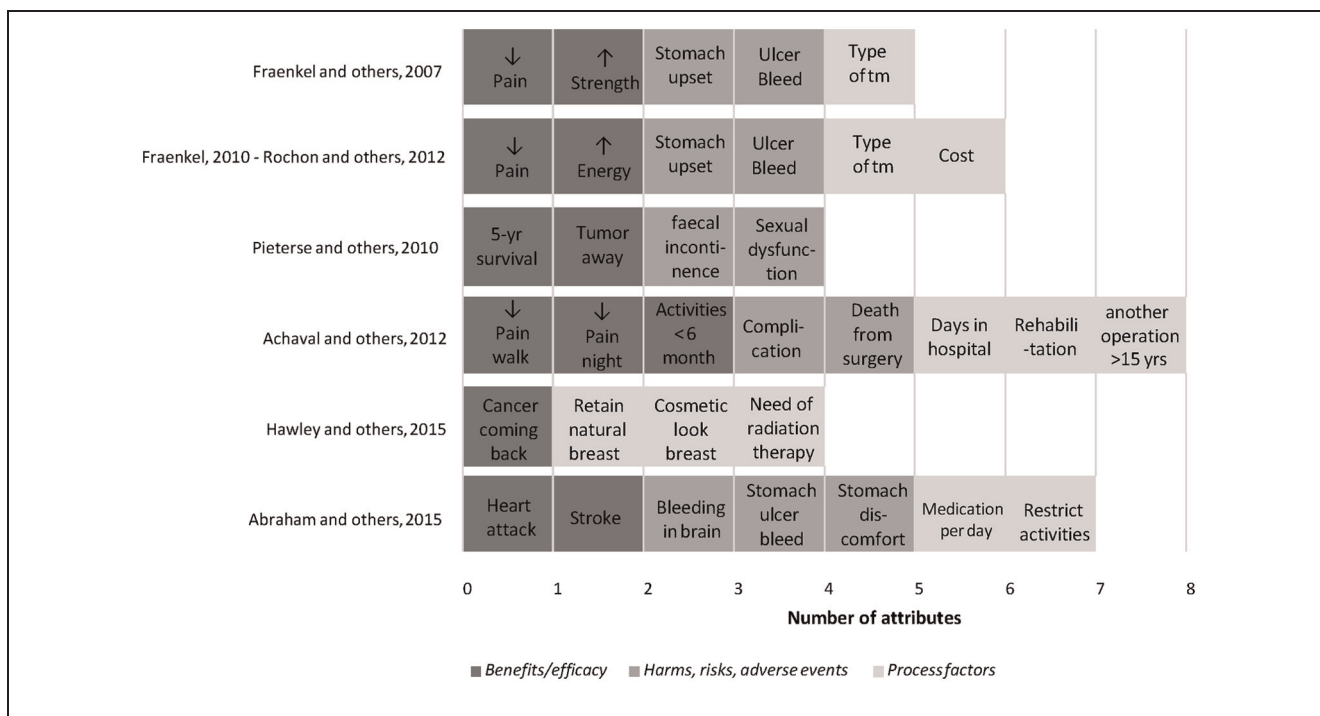 Fraenkel and others, 2007
↓
Pain
↑
Strength
Stomach
upset
Ulcer
Bleed
Type
of tm
Fraenkel, 2010 - Rochon and others, 2012
↓
Pain
↑
Energy
Stomach
upset
Ulcer
Bleed
Type
of tm
Cost
Pieterse and others, 2010
5-yr
survival
Tumor
away
faecal
inconti-
nence
Sexual
dysfunc-
tion
Achaval and others, 2012
↓
Pain
walk
↓
Pain
night
Activities
<6
month
Compli-
cation
Death
from
surgery
Days in
hospital
Rehabili
-tation
another
operation
>15 yrs
Hawley and others, 2015
Cancer
coming
back
Retain
natural
breast
Cosmetic
look
breast
Need of
radiation
therapy
Abraham and others, 2015
Heart
attack
Stroke
Bleeding
in brain
Stomach
ulcer
bleed
Stomach
dis-
comfort
Medication
per day
Restrict
activities
0 1 2 3 4 5 6 7 8
Number of attributes
Benefits/efficacy Harms, risks, adverse events Process factors